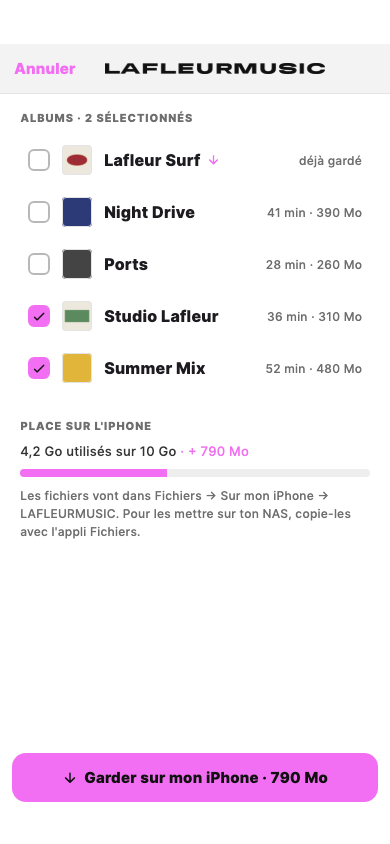 Annuler LAFLEURMUSIC
ALBUMS · 2 SÉLECTIONNÉS
Lafleur Surf ↓ déjà gardé
Night Drive 41 min · 390 Mo
Ports 28 min · 260 Mo
Studio Lafleur 36 min · 310 Mo
Summer Mix 52 min · 480 Mo
PLACE SUR L'IPHONE
4,2 Go utilisés sur 10 Go · + 790 Mo
Les fichiers vont dans Fichiers → Sur mon iPhone →
LAFLEURMUSIC. Pour les mettre sur ton NAS, copie-les
avec l'appli Fichiers.
↓ Garder sur mon iPhone · 790 Mo